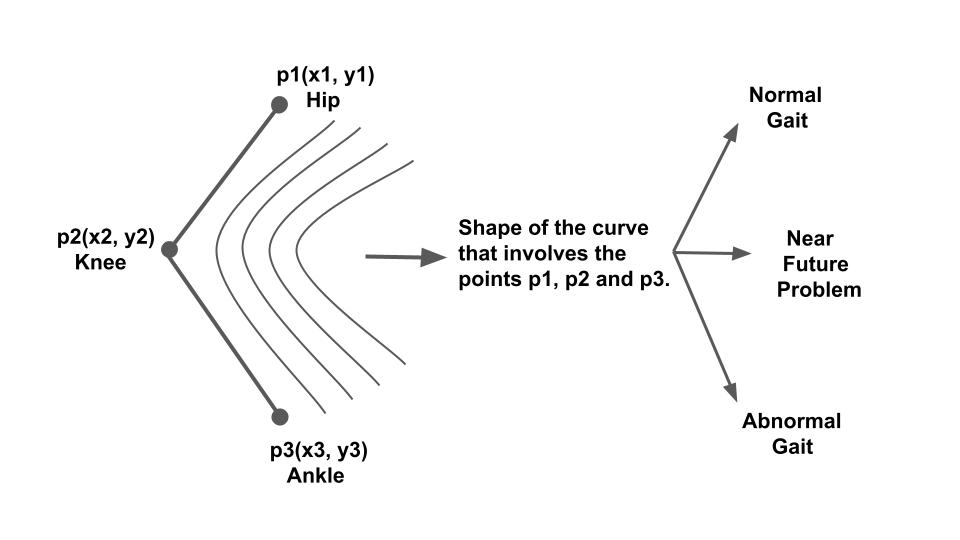 p1(x1, y1)
Hip
p2(x2, y2)
Knee
p3(x3, y3)
Ankle
Shape of the curve
that involves the
points p1, p2 and p3.
Normal
Gait
Near
Future
Problem
Abnormal
Gait